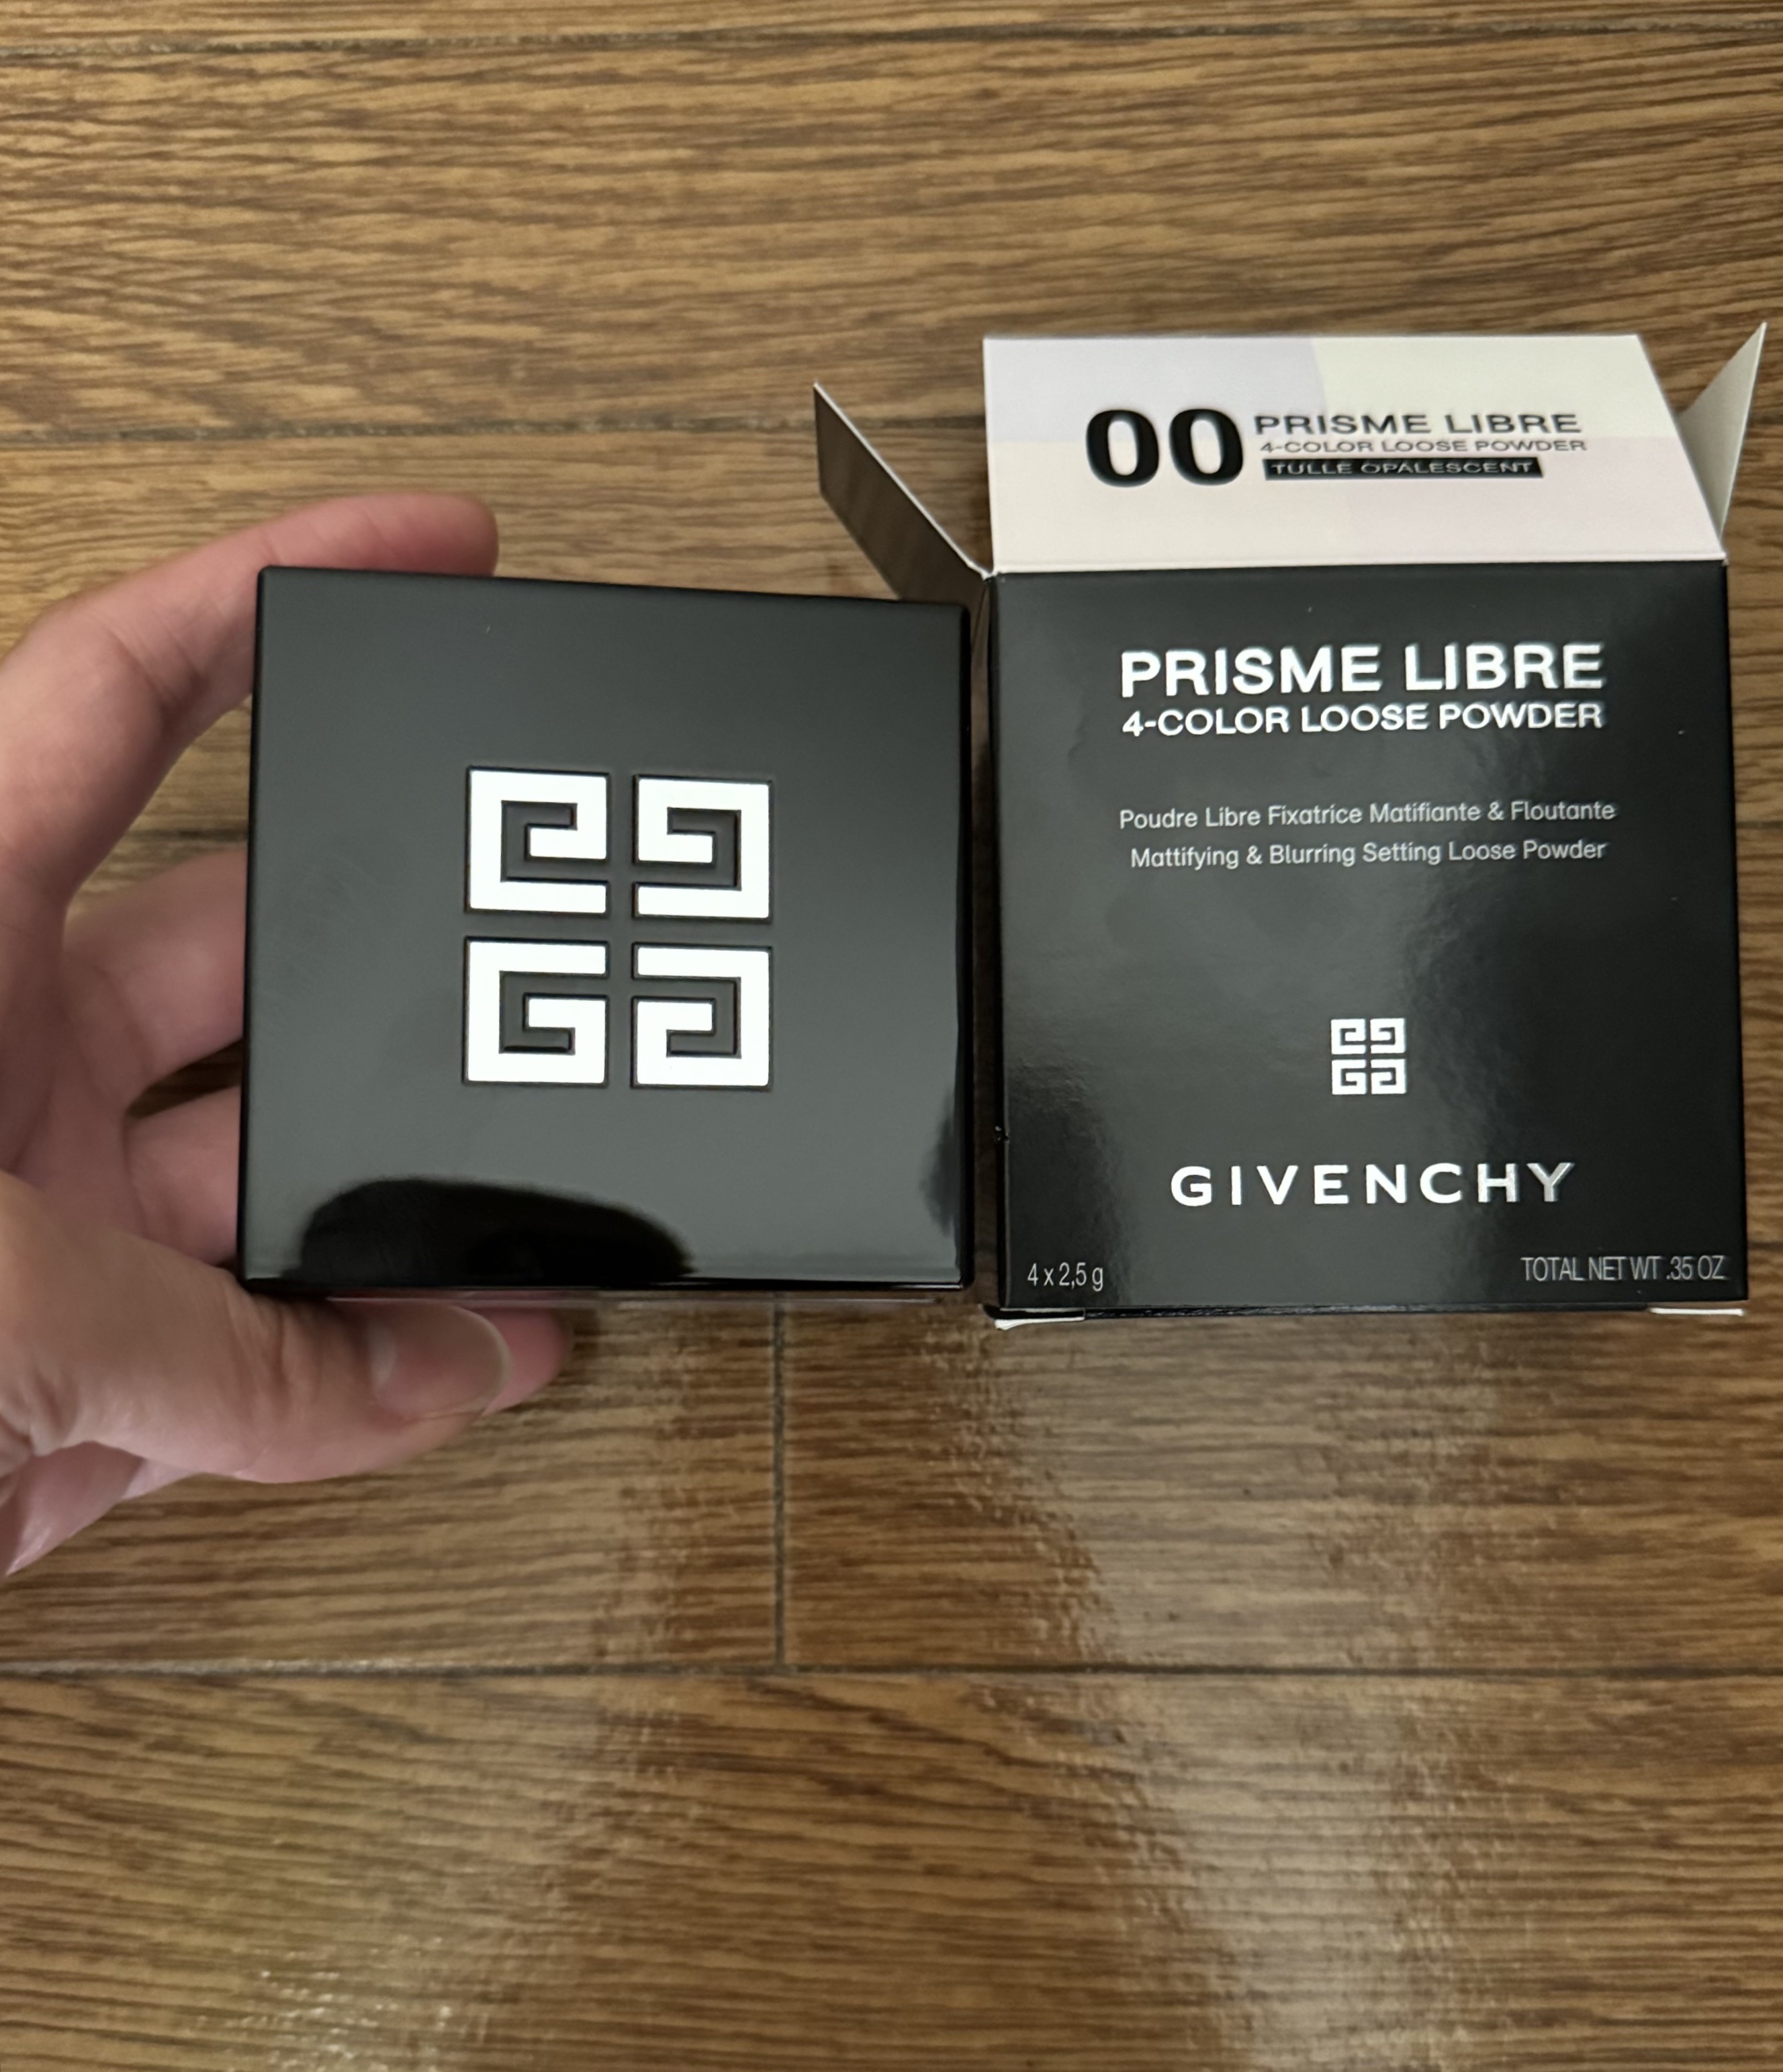 00 PRISME LIBRE
4-COLOR LOOSE POWDER
TULLE OPALESCENT
PRISME LIBRE
4-COLOR LOOSE POWDER
Poudre Libre Fixatrice Matifiante & Floutante
Mattifying & Blurring Setting Loose Powder
GIVENCHY
4 x 2,5 g
TOTAL NET WT .35 OZ